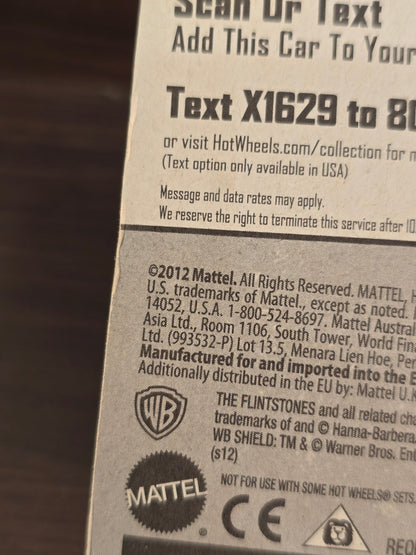 Scan Or Text
Add This Car To Your
Text X1629 to 80
or visit HotWheels.com/collection for
(Text option only available in USA)
Message and data rates may apply.
We reserve the right to terminate this service after
©2012 Mattel. All Rights Reserved. MATTEL,
U.S. trademarks of Mattel., except as noted.
14052, U.S.A. 1-800-524-8697. Mattel Austra
Asia Ltd., Room 1106, South Tower, World Fin
Ltd. (993532-P) Lot 13.5, Menara Lien Hoe, Pe
Manufactured for and imported into the E
Additionally distributed in the EU by: Mattel U.K
WB
THE FLINTSTONES and all related cha
trademarks of and © Hanna-Barbera
WB SHIELD: TM & © Warner Bros. Ent
(s12)
MATTEL
NOT FOR USE WITH SOME HOT WHEELS® SETS.
CE